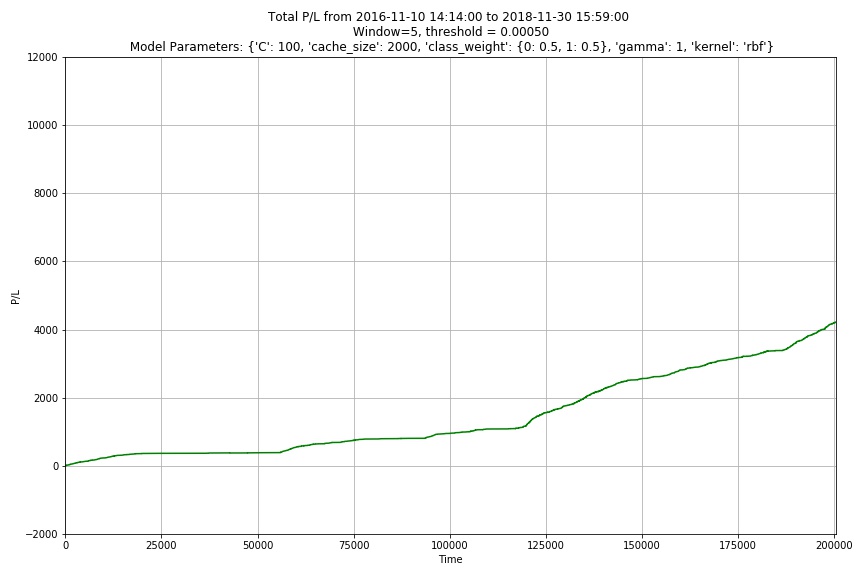 Total P/L from 2016-11-10 14:14:00 to 2018-11-30 15:59:00
Window=5, threshold = 0.00050
Model Parameters: {'C': 100, 'cache_size': 2000, 'class_weight': {0: 0.5, 1: 0.5}, 'gamma': 1, 'kernel': 'rbf'}
12000
10000
8000
6000
4000
2000
0
−2000
P/L
0 25000 50000 75000 100000 125000 150000 175000 200000
Time